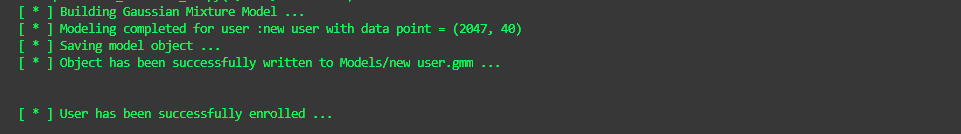 [ * ] Building Gaussian Mixture Model ...
[ * ] Modeling completed for user :new user with data point = (2047, 40)
[ * ] Saving model object ...
[ * ] Object has been successfully written to Models/new user.gmm ...
[ * ] User has been successfully enrolled ...